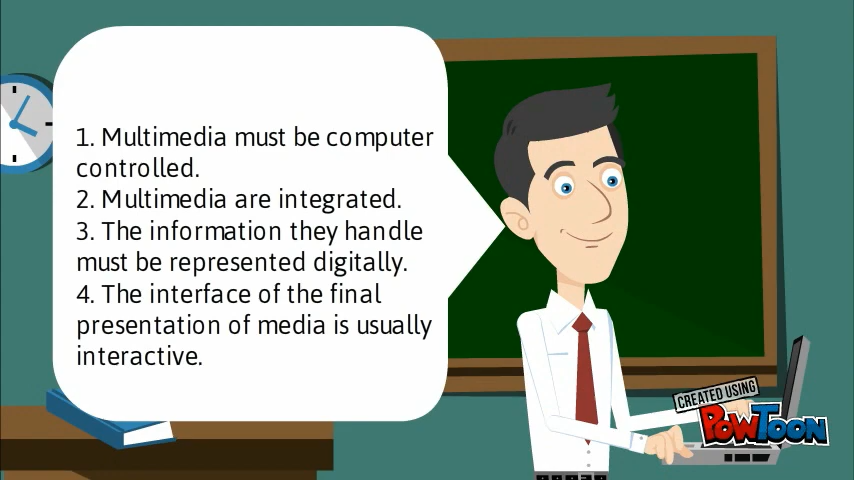 1. Multimedia must be computer
controlled.
2. Multimedia are integrated.
3. The information they handle
must be represented digitally.
4. The interface of the final
presentation of media is usually
interactive.
CREATED USING
POWTOON